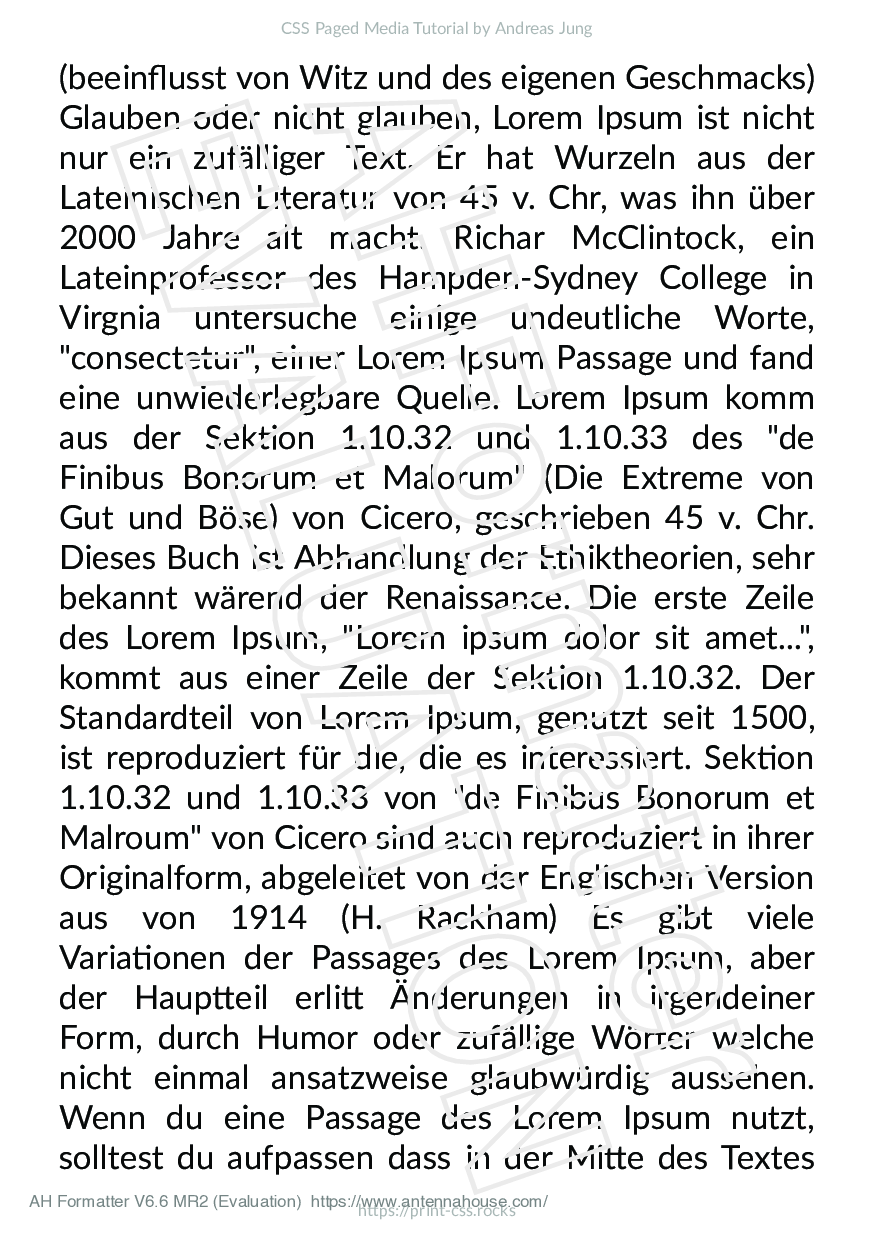 CSS Paged Media Tutorial by Andreas Jung
(beeinflusst von Witz und des eigenen Geschmacks)
Glauben oder nicht glauben, Lorem Ipsum ist nicht
nur ein zufälliger Text. Er hat Wurzeln aus der
Lateinischen Literatur von 45 v. Chr, was ihn über
2000 Jahre alt macht. Richar McClintock, ein
Lateinprofessor des Hampden-Sydney College in
Virgnia untersuche einige undeutliche Worte,
"consectetur", einer Lorem Ipsum Passage und fand
eine unwiederlegbare Quelle. Lorem Ipsum komm
aus der Sektion 1.10.32 und 1.10.33 des "de
Finibus Bonorum et Malorum" (Die Extreme von
Gut und Böse) von Cicero, geschrieben 45 v. Chr.
Dieses Buch ist Abhandlung der Ethiktheorien, sehr
bekannt wärend der Renaissance. Die erste Zeile
des Lorem Ipsum, "Lorem ipsum dolor sit amet...",
kommt aus einer Zeile der Sektion 1.10.32. Der
Standardteil von Lorem Ipsum, genutzt seit 1500,
ist reproduziert für die, die es interessiert. Sektion
1.10.32 und 1.10.33 von "de Finibus Bonorum et
Malroum" von Cicero sind auch reproduziert in ihrer
Originalform, abgeleitet von der Englischen Version
aus von 1914 (H. Rackham) Es gibt viele
Variationen der Passages des Lorem Ipsum, aber
der Hauptteil erlitt Änderungen in irgendeiner
Form, durch Humor oder zufällige Wörter welche
nicht einmal ansatzweise glaubwürdig aussehen.
Wenn du eine Passage des Lorem Ipsum nutzt,
solltest du aufpassen dass in der Mitte des Textes
AH Formatter V6.6 MR2 (Evaluation) https://www.antennahouse.com/
https://print-css.rocks
AHFormatter
EVALUATION